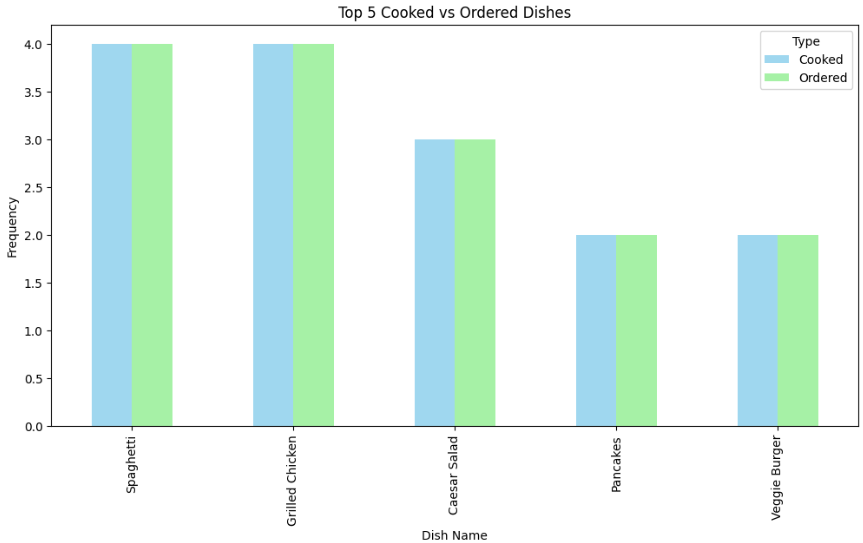 Top 5 Cooked vs Ordered Dishes
Type
Cooked
Ordered
Frequency
4.0
3.5
3.0
2.5
2.0
1.5
1.0
0.5
0.0
Spaghetti
Grilled Chicken
Caesar Salad
Pancakes
Veggie Burger
Dish Name